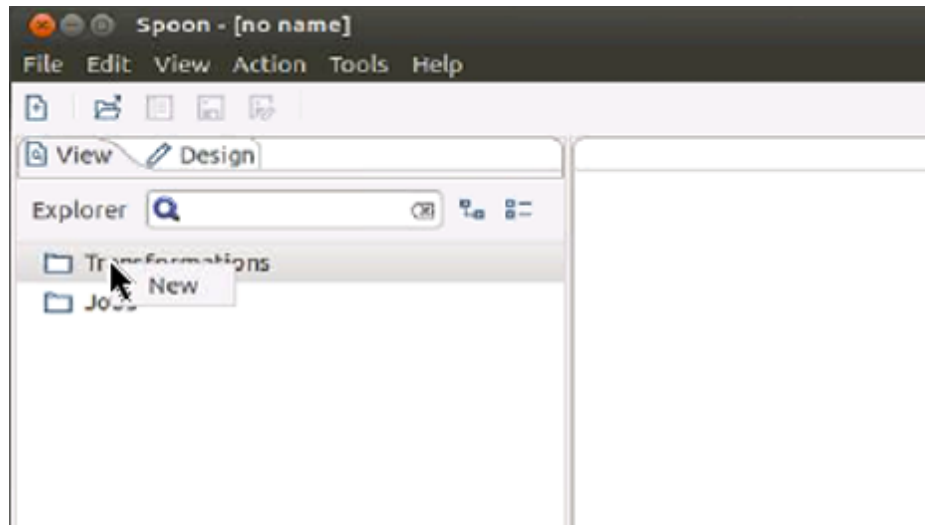 Spoon - [no name]
File Edit View Action Tools Help
View Design
Explorer
Transformations
New
Jobs